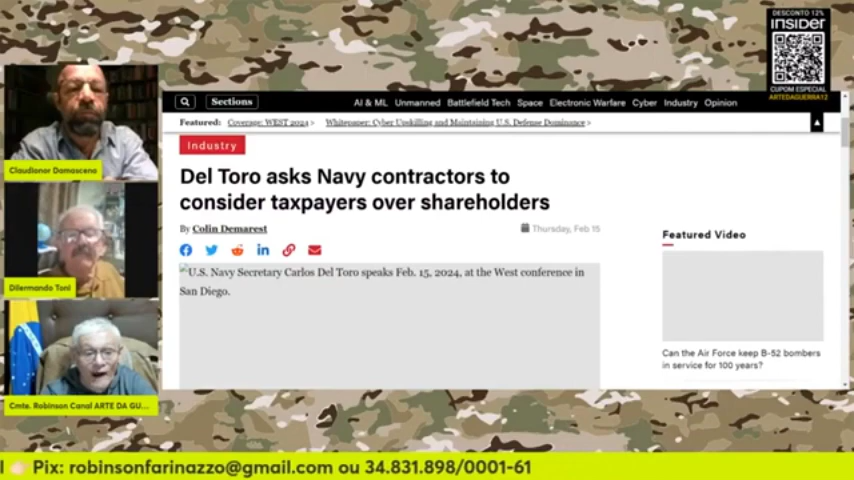 DESCONTO 12%
INSIDER
CUPOM ESPECIAL
ARTEDAGUERRA12
Sections
AI & ML Unmanned Battlefield Tech Space Electronic Warfare Cyber Industry Opinion
Featured: Coverage: WEST 2024 > Whitepaper: Cyber Upskilling and Maintaining U.S. Defense Dominance >
Industry
Del Toro asks Navy contractors to
consider taxpayers over shareholders
By Colin Demarest
Thursday, Feb 15
U.S. Navy Secretary Carlos Del Toro speaks Feb. 15, 2024, at the West conference in
San Diego.
Featured Video
Can the Air Force keep B-52 bombers
in service for 100 years?
Claudionor Damasceno
Dilermando Toni
Cmte. Robinson Canal ARTE DA GU...
Pix: robinsonfarinazzo@gmail.com ou 34.831.898/0001-61